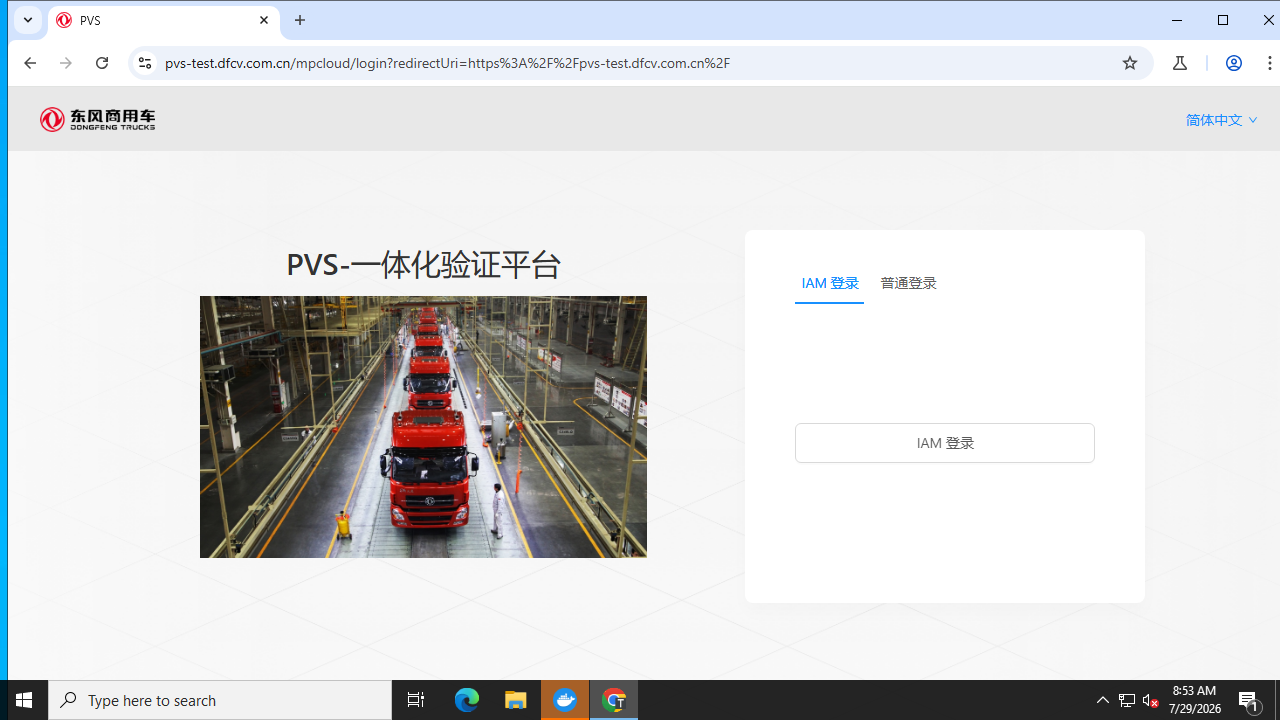 PVS
pvs-test.dfcv.com.cn/mpcloud/login?redirectUri=https%3A%2F%2Fpvs-test.dfcv.com.cn%2F
东风商用车
DONGFENG TRUCKS
简体中文
PVS-一体化验证平台
IAM 登录
普通登录
IAM 登录
Type here to search
T
8:53 AM
7/29/2026
1